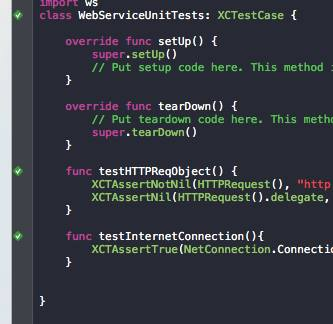 import ws
class WebServiceUnitTests: XCTestCase {
override func setUp() {
super.setUp()
// Put setup code here. This method
}
override func tearDown() {
// Put teardown code here. This meth
super.tearDown()
}
func testHTTPReqObject() {
XCTAssertNotNil(HTTPRequest(), "http
XCTAssertNil(HTTPRequest().delegate,
}
func testInternetConnection(){
XCTAssertTrue(NetConnection.Connecti
}
}